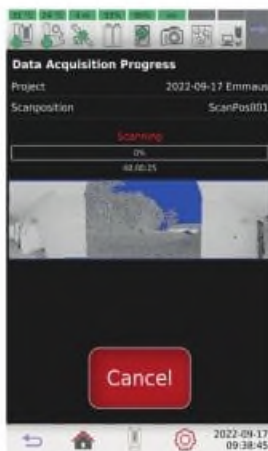 Data Acquisition Progress
Project 2022-09-17 Emmaus
Scanposition ScanPos001
Scanning
0%
00:00:25
Cancel
2022-09-17
09:38:45